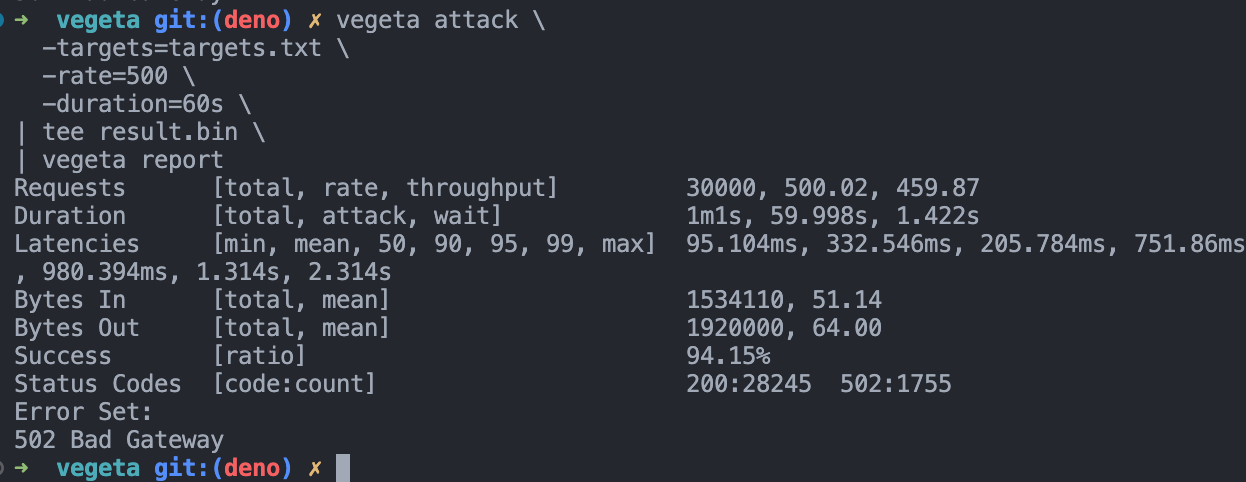 ➜  vegeta git:(deno) ✗ vegeta attack \
  -targets=targets.txt \
  -rate=500 \
  -duration=60s \
| tee result.bin \
| vegeta report
Requests      [total, rate, throughput]         30000, 500.02, 459.87
Duration      [total, attack, wait]             1m1s, 59.998s, 1.422s
Latencies     [min, mean, 50, 90, 95, 99, max]  95.104ms, 332.546ms, 205.784ms, 751.86ms
, 980.394ms, 1.314s, 2.314s
Bytes In      [total, mean]                     1534110, 51.14
Bytes Out     [total, mean]                     1920000, 64.00
Success       [ratio]                           94.15%
Status Codes  [code:count]                      200:28245  502:1755
Error Set:
502 Bad Gateway
➜  vegeta git:(deno) ✗